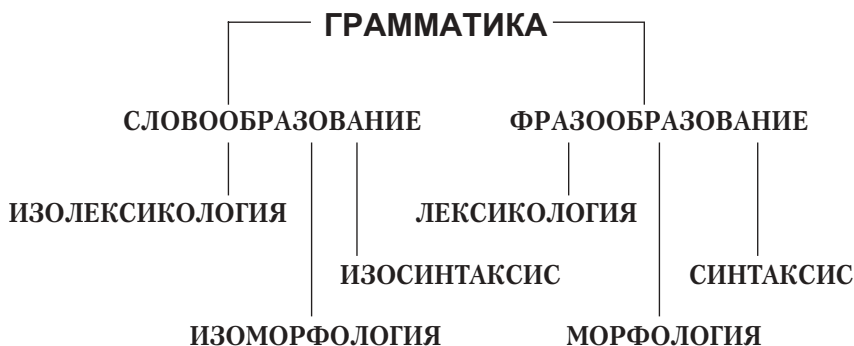 ГРАММАТИКА
СЛОВООБРАЗОВАНИЕ ФРАЗООБРАЗОВАНИЕ
ИЗОЛЕКСИКОЛОГИЯ ЛЕКСИКОЛОГИЯ
ИЗОСИНТАКСИС СИНТАКСИС
ИЗОМОРФОЛОГИЯ МОРФОЛОГИЯ